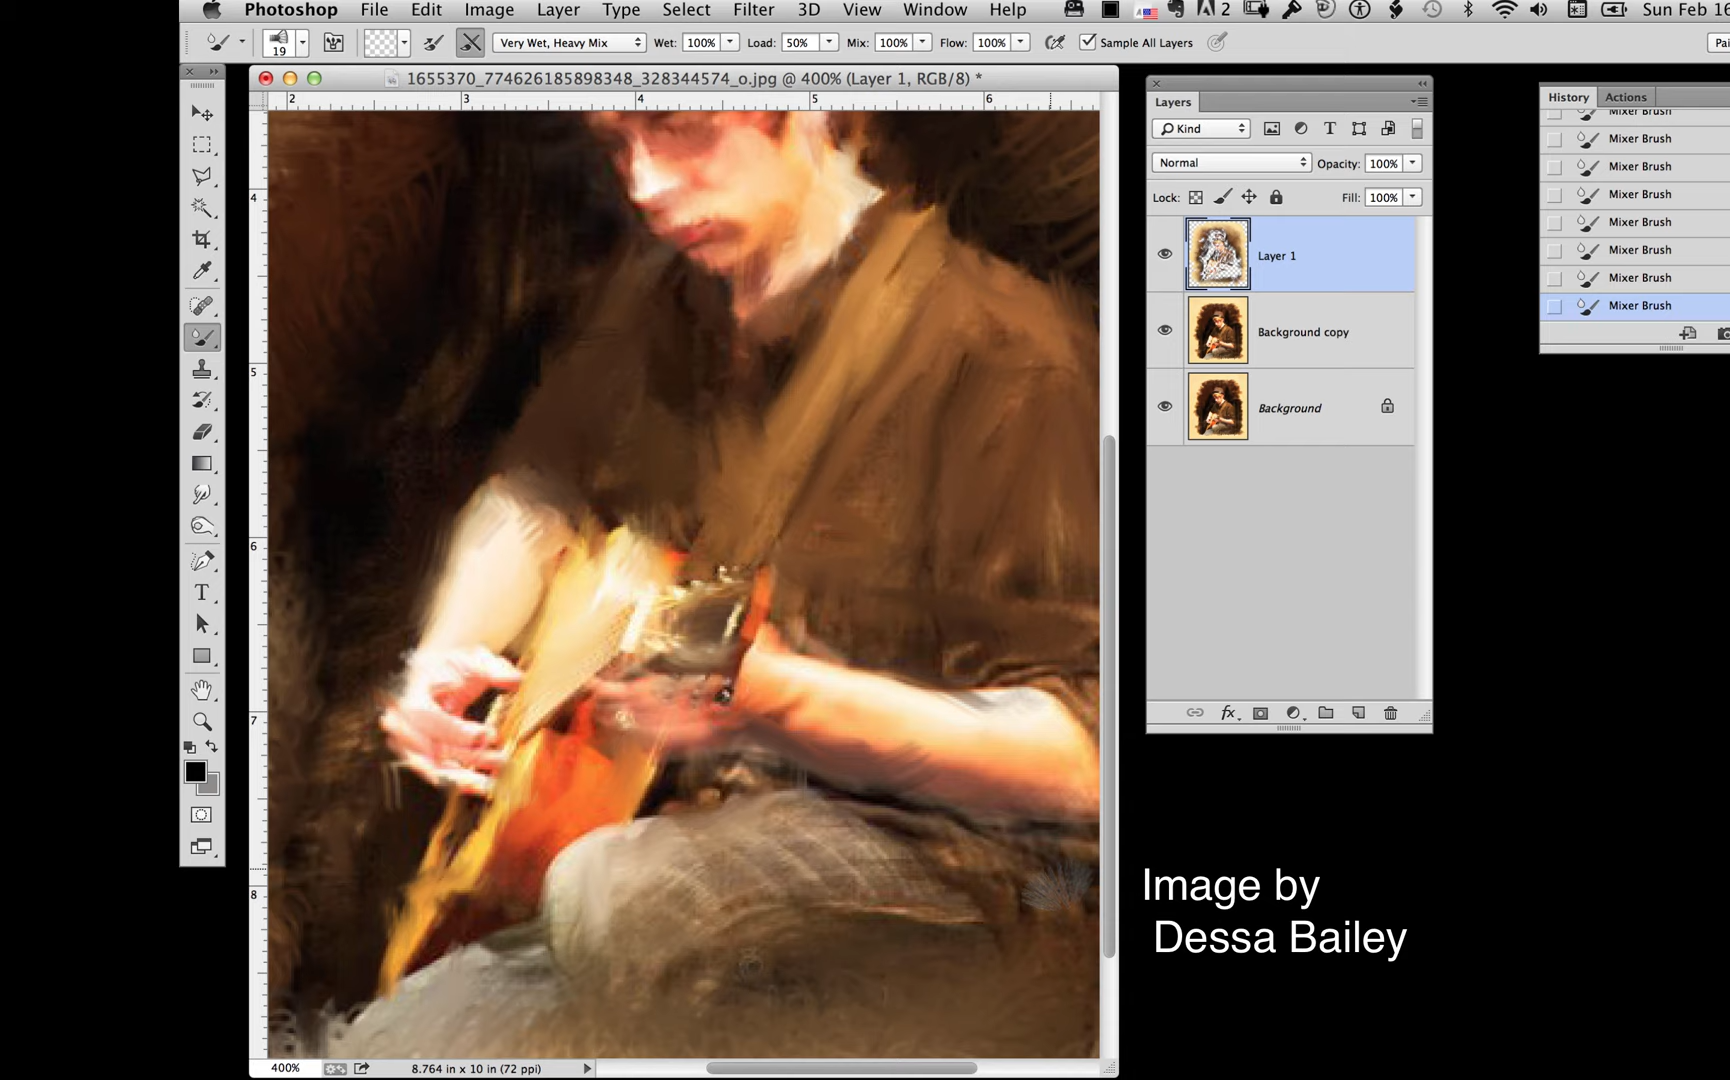 Photoshop File Edit Image Layer Type Select Filter 3D View Window Help 2 Sun Feb 16
19 Very Wet, Heavy Mix Wet: 100% Load: 50% Mix: 100% Flow: 100% Sample All Layers Pai
1655370_774626185898348_328344574_o.jpg @ 400% (Layer 1, RGB/8) *
2 3 4 5 6
4
5
6
7
8
400% 8.764 in x 10 in (72 ppi)
Layers
Kind
Normal Opacity: 100%
Lock: Fill: 100%
Layer 1
Background copy
Background
fx
History Actions
Mixer Brush
Mixer Brush
Mixer Brush
Mixer Brush
Mixer Brush
Mixer Brush
Mixer Brush
Mixer Brush
Image by
Dessa Bailey